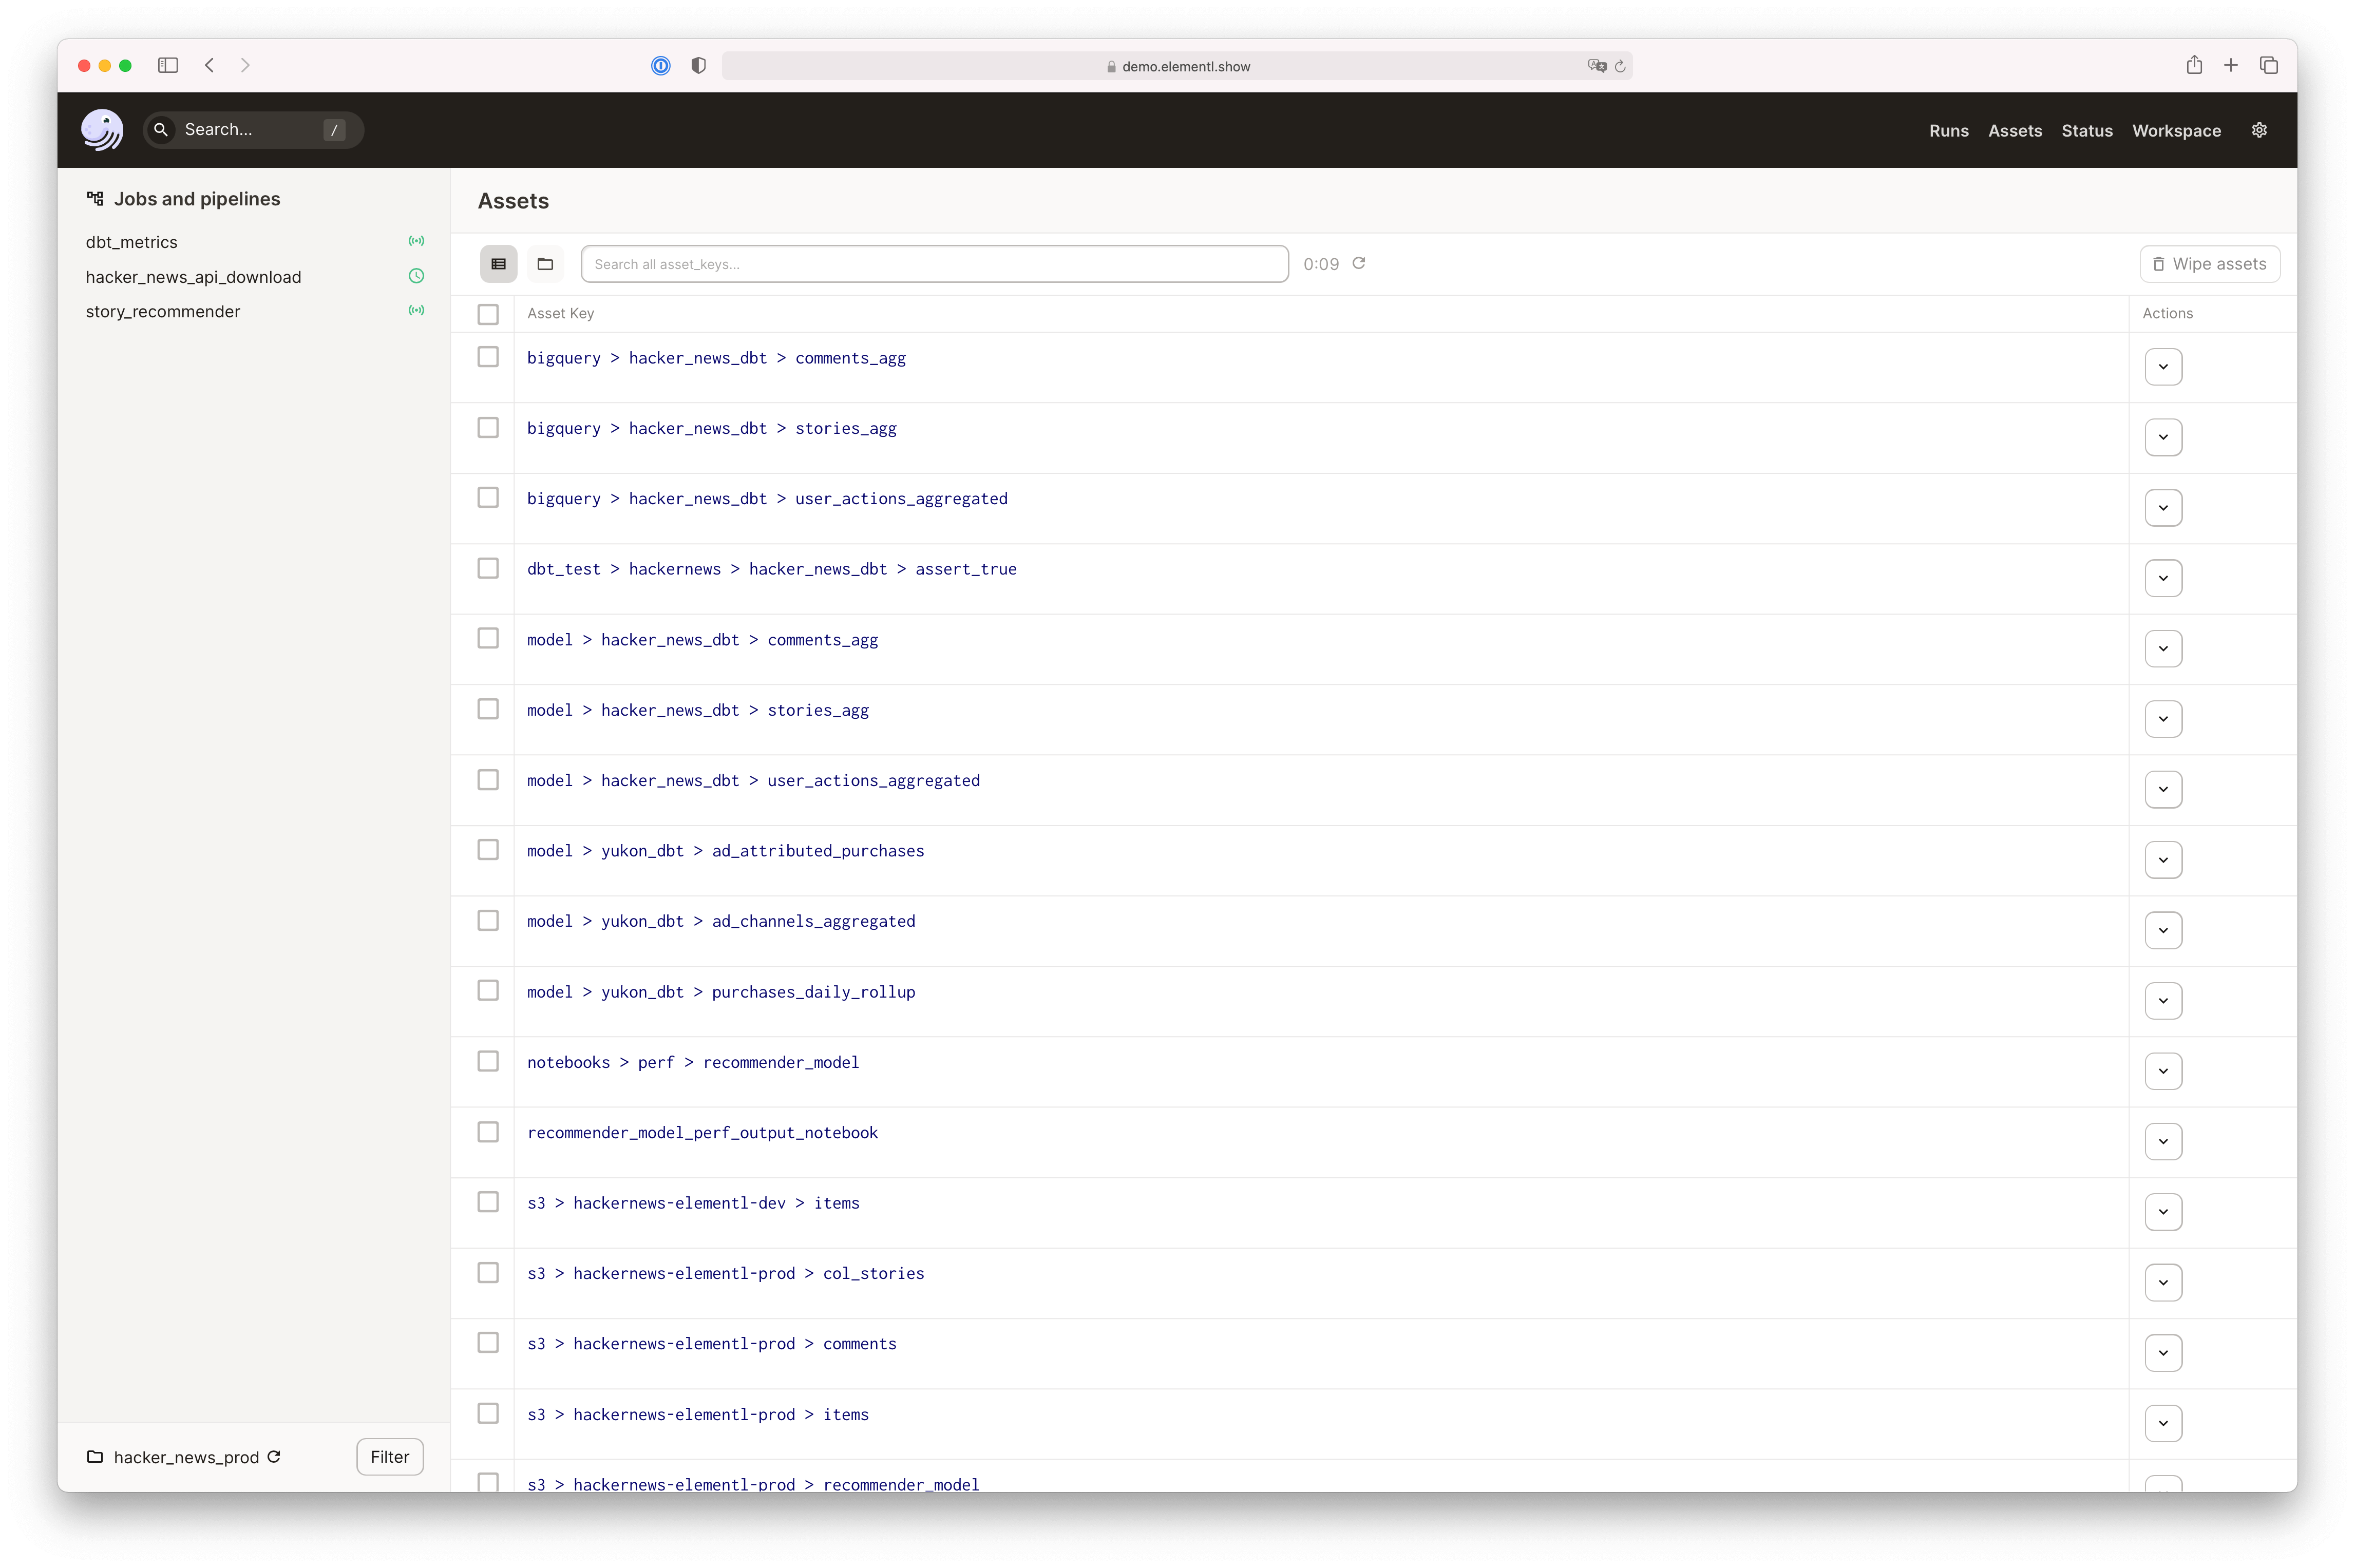 demo.elementl.show
Search...
/
Runs Assets Status Workspace
Jobs and pipelines
dbt_metrics
hacker_news_api_download
story_recommender
Assets
Search all asset_keys...
0:09
Wipe assets
Asset Key
Actions
bigquery > hacker_news_dbt > comments_agg
bigquery > hacker_news_dbt > stories_agg
bigquery > hacker_news_dbt > user_actions_aggregated
dbt_test > hackernews > hacker_news_dbt > assert_true
model > hacker_news_dbt > comments_agg
model > hacker_news_dbt > stories_agg
model > hacker_news_dbt > user_actions_aggregated
model > yukon_dbt > ad_attributed_purchases
model > yukon_dbt > ad_channels_aggregated
model > yukon_dbt > purchases_daily_rollup
notebooks > perf > recommender_model
recommender_model_perf_output_notebook
s3 > hackernews-elementl-dev > items
s3 > hackernews-elementl-prod > col_stories
s3 > hackernews-elementl-prod > comments
s3 > hackernews-elementl-prod > items
s3 > hackernews-elementl-prod > recommender_model
hacker_news_prod
Filter